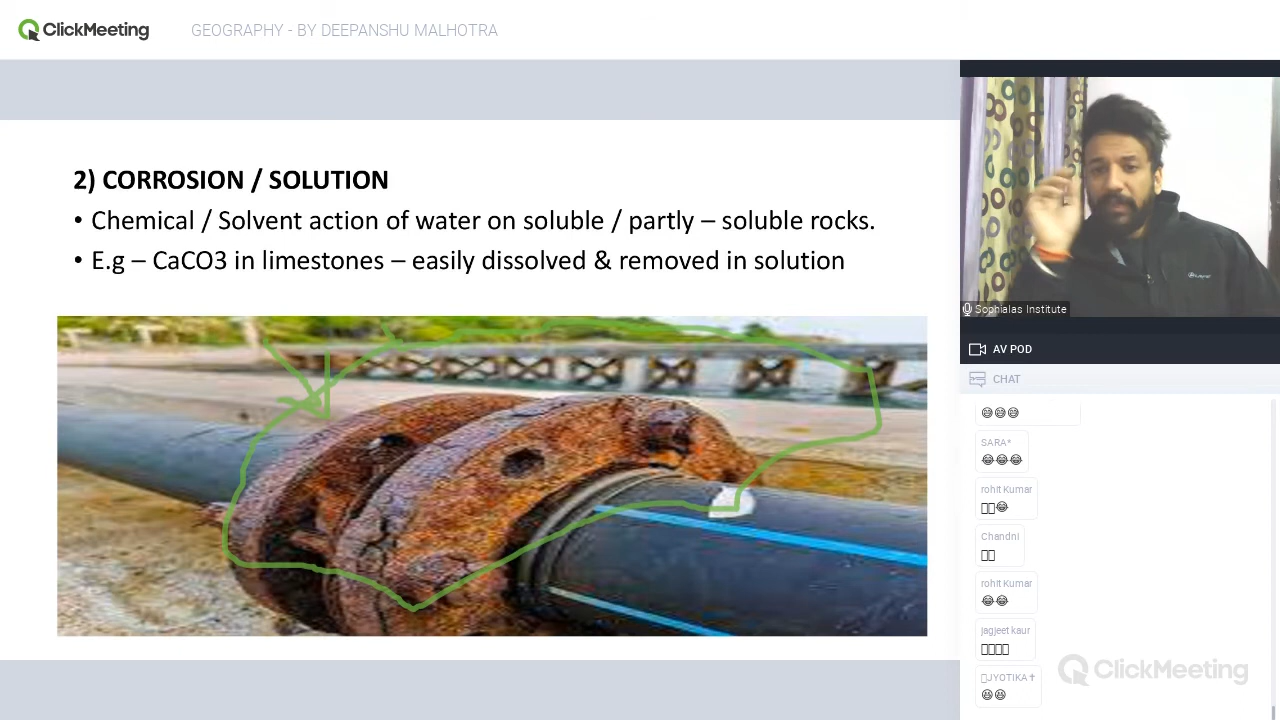 ClickMeeting
GEOGRAPHY - BY DEEPANSHU MALHOTRA
2) CORROSION / SOLUTION
• Chemical / Solvent action of water on soluble / partly – soluble rocks.
• E.g – CaCO3 in limestones – easily dissolved & removed in solution
Sophialas Institute
AV POD
CHAT
😅😅😅
SARA*
😂😂😂
rohit Kumar
😂
Chandni
rohit Kumar
😂😂
jagjeet kaur
JYOTIKA✝
😆😆
ClickMeeting